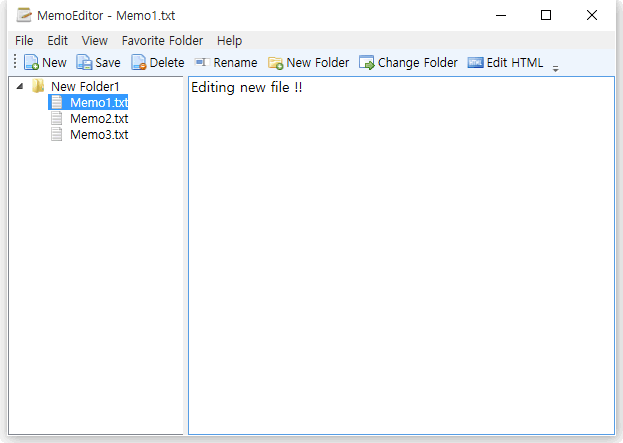 MemoEditor - Memo1.txt
File Edit View Favorite Folder Help
New Save Delete Rename New Folder Change Folder Edit HTML
New Folder1
Memo1.txt
Memo2.txt
Memo3.txt
Editing new file !!